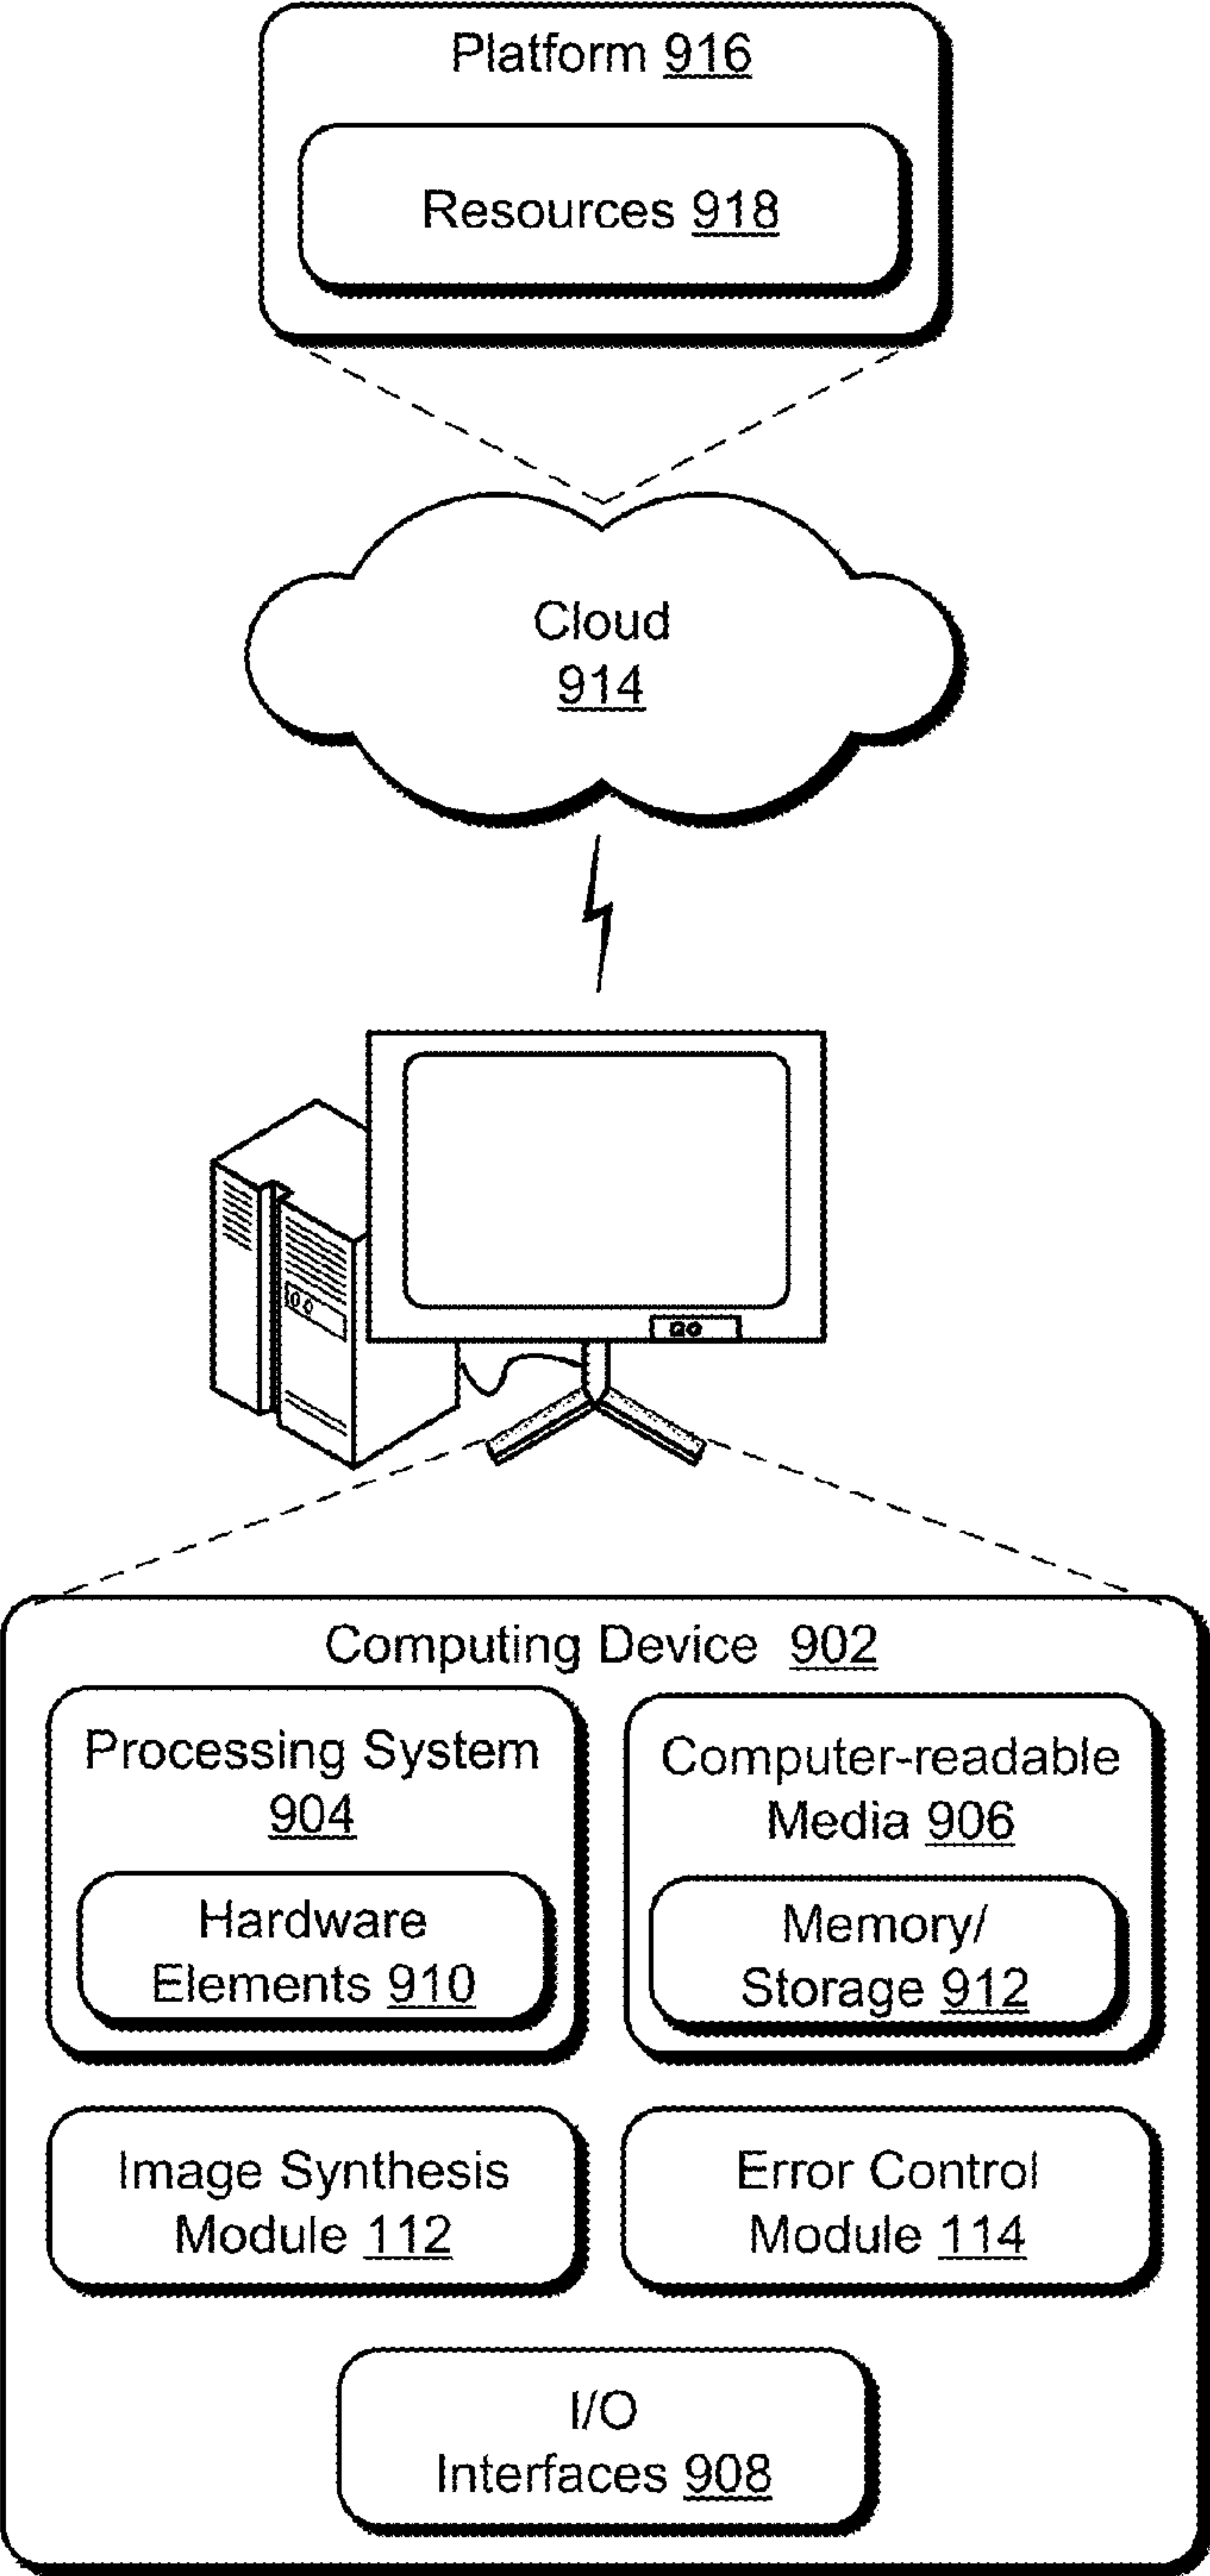 Platform 916
Resources 918
Cloud
914
Computing Device 902
Processing System
904
Hardware
Elements 910
Computer-readable
Media 906
Memory/
Storage 912
Image Synthesis
Module 112
Error Control
Module 114
I/O
Interfaces 908